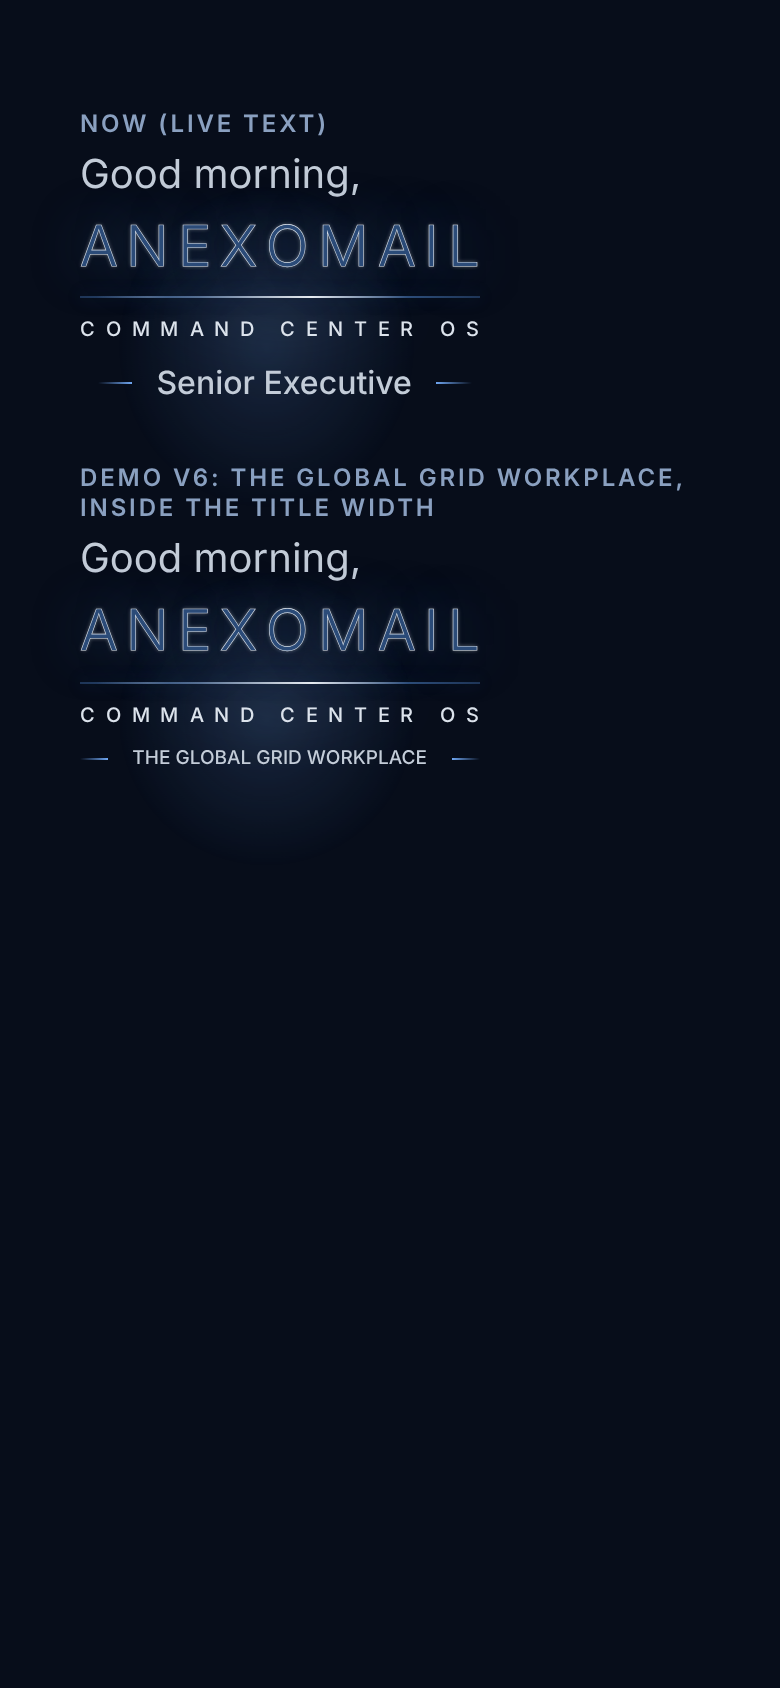 NOW (LIVE TEXT)
Good morning,
ANEXOMAIL
COMMAND CENTER OS
Senior Executive
DEMO V6: THE GLOBAL GRID WORKPLACE,
INSIDE THE TITLE WIDTH
Good morning,
ANEXOMAIL
COMMAND CENTER OS
THE GLOBAL GRID WORKPLACE